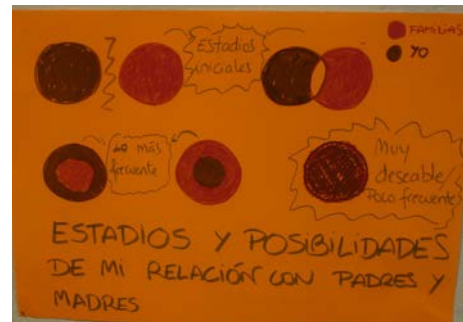 FAMILIAS
YO
Estadios
iniciales
Lo más
frecuente
Muy
deseable/
Poco frecuente
ESTADIOS Y POSIBILIDADES
DE MI RELACIÓN CON PADRES Y
MADRES